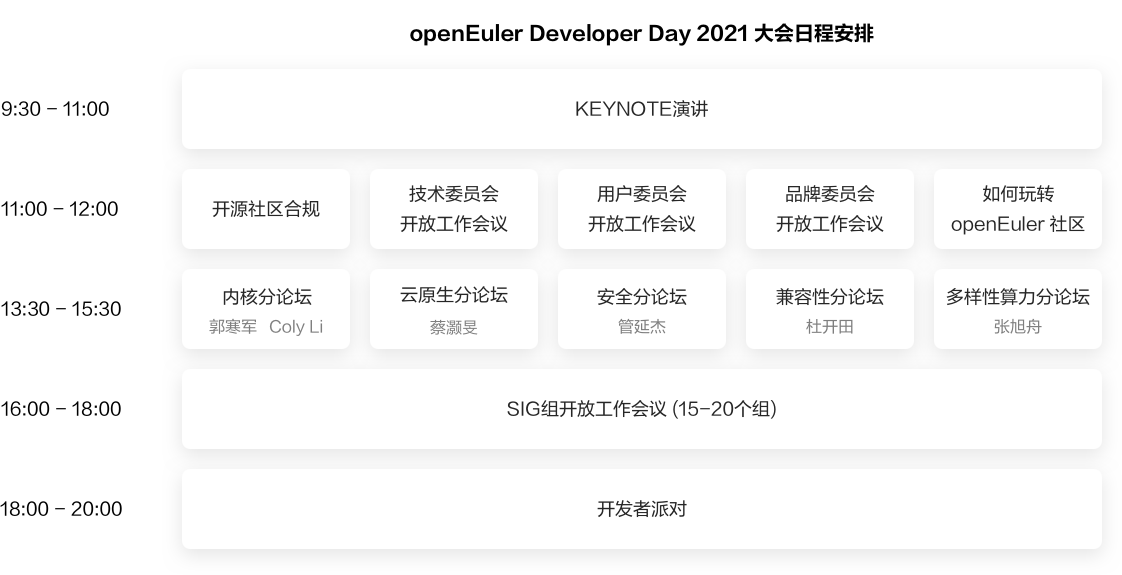 openEuler Developer Day 2021 大会日程安排
9:30 – 11:00
KEYNOTE演讲
11:00 – 12:00
开源社区合规
技术委员会
开放工作会议
用户委员会
开放工作会议
品牌委员会
开放工作会议
如何玩转
openEuler 社区
13:30 – 15:30
内核分论坛
郭寒军 Coly Li
云原生分论坛
蔡灏旻
安全分论坛
管延杰
兼容性分论坛
杜开田
多样性算力分论坛
张旭舟
16:00 – 18:00
SIG组开放工作会议 (15–20个组)
18:00 – 20:00
开发者派对